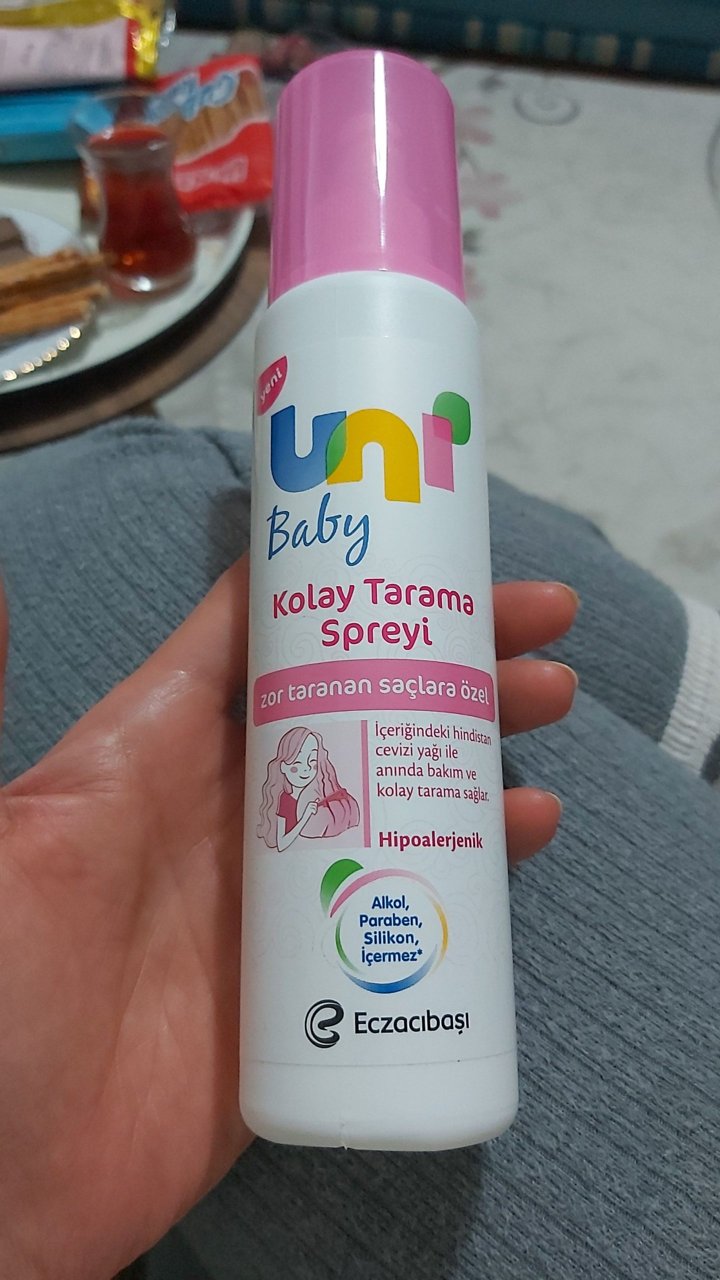 yeni
uni
Baby
Kolay Tarama
Spreyi
zor taranan saçlara özel
İçeriğindeki hindistan
cevizi yağı ile
anında bakım ve
kolay tarama sağlar.
Hipoalerjenik
Alkol,
Paraben,
Silikon,
İçermez*
Eczacıbaşı